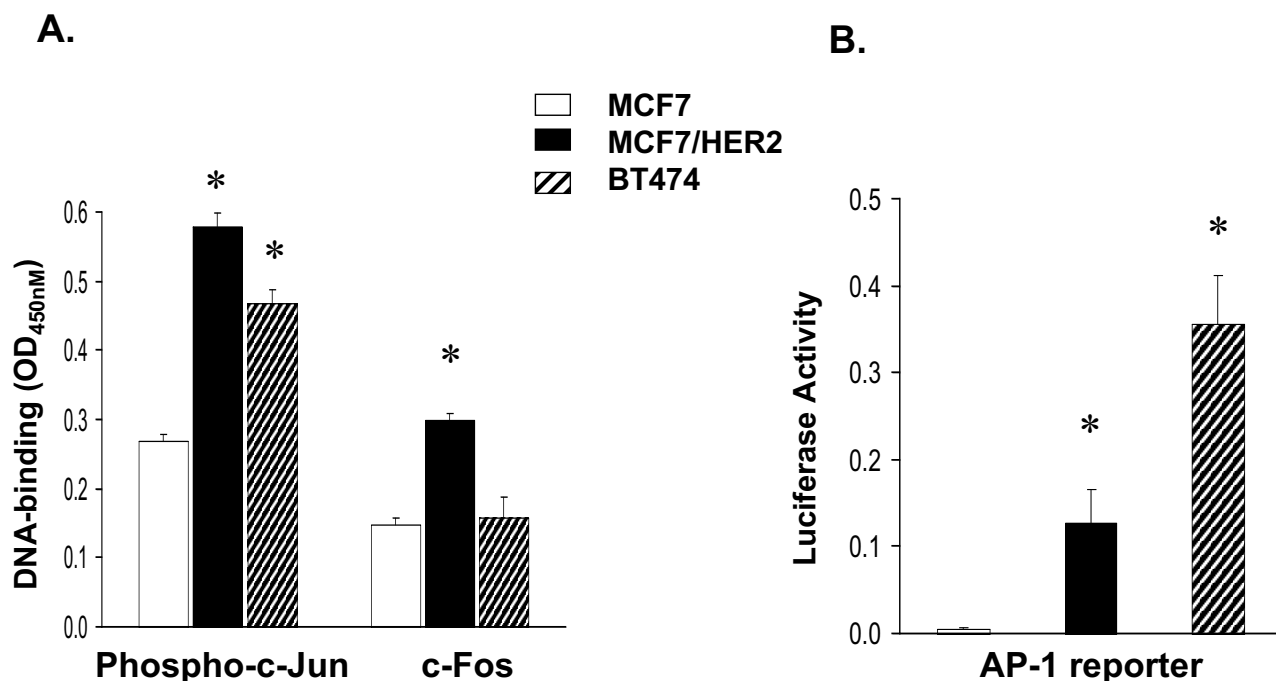 A.
B.
MCF7
MCF7/HER2
BT474
DNA-binding (OD450nM)
0.6
0.5
0.4
0.3
0.2
0.1
0.0
*
*
*
Phospho-c-Jun c-Fos
Luciferase Activity
0.5
0.4
0.3
0.2
0.1
0.0
*
*
AP-1 reporter